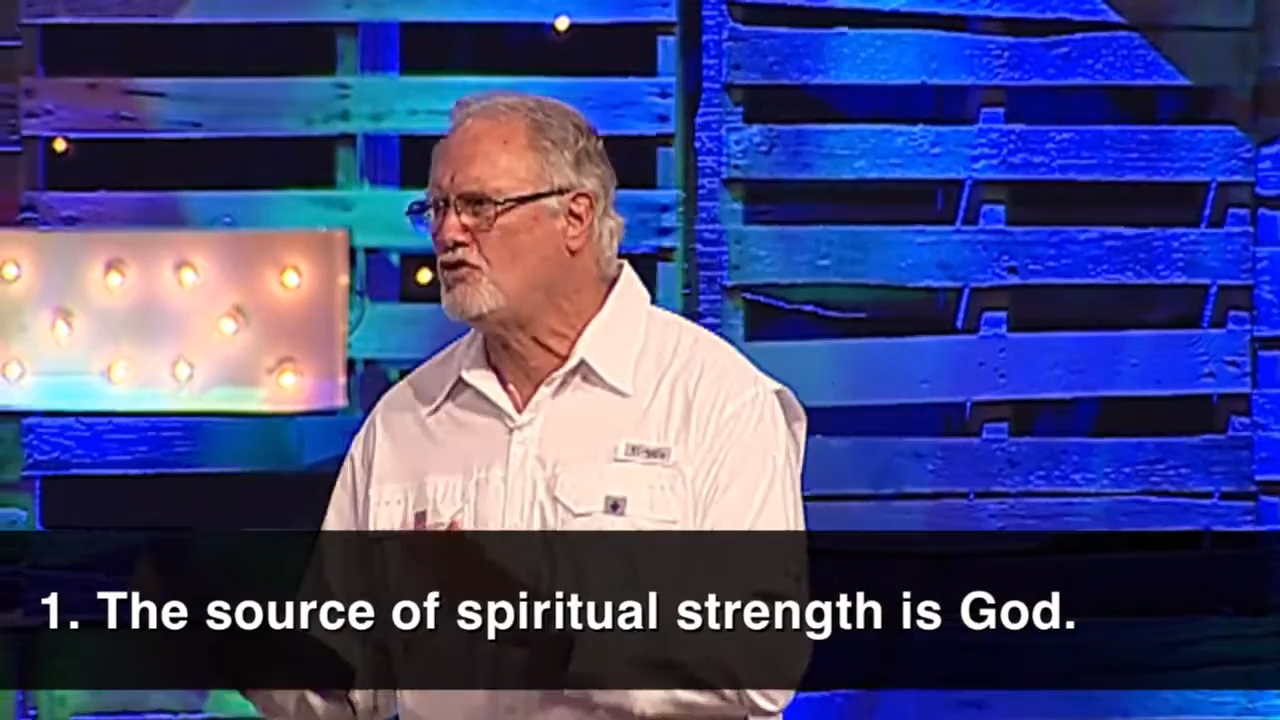 1. The source of spiritual strength is God.